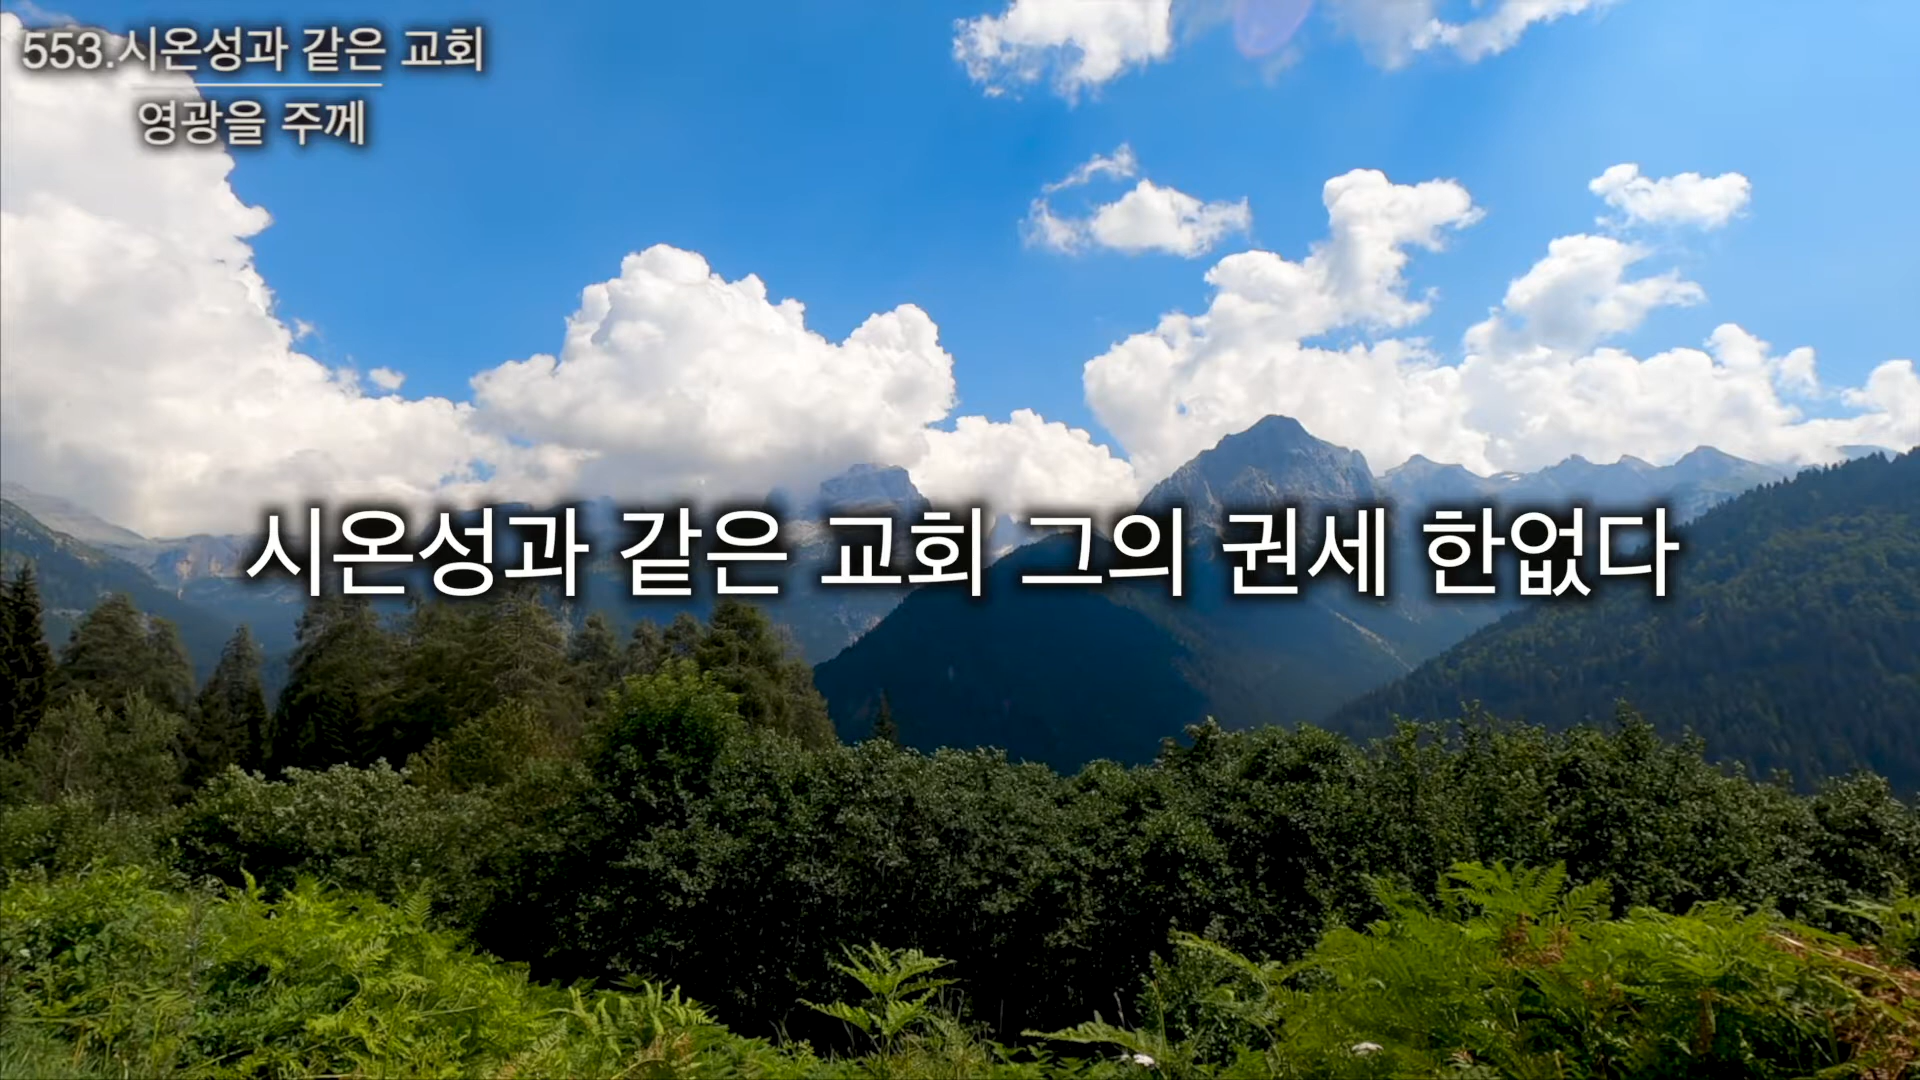 553.시온성과 같은 교회
영광을 주께
시온성과 같은 교회 그의 권세 한없다